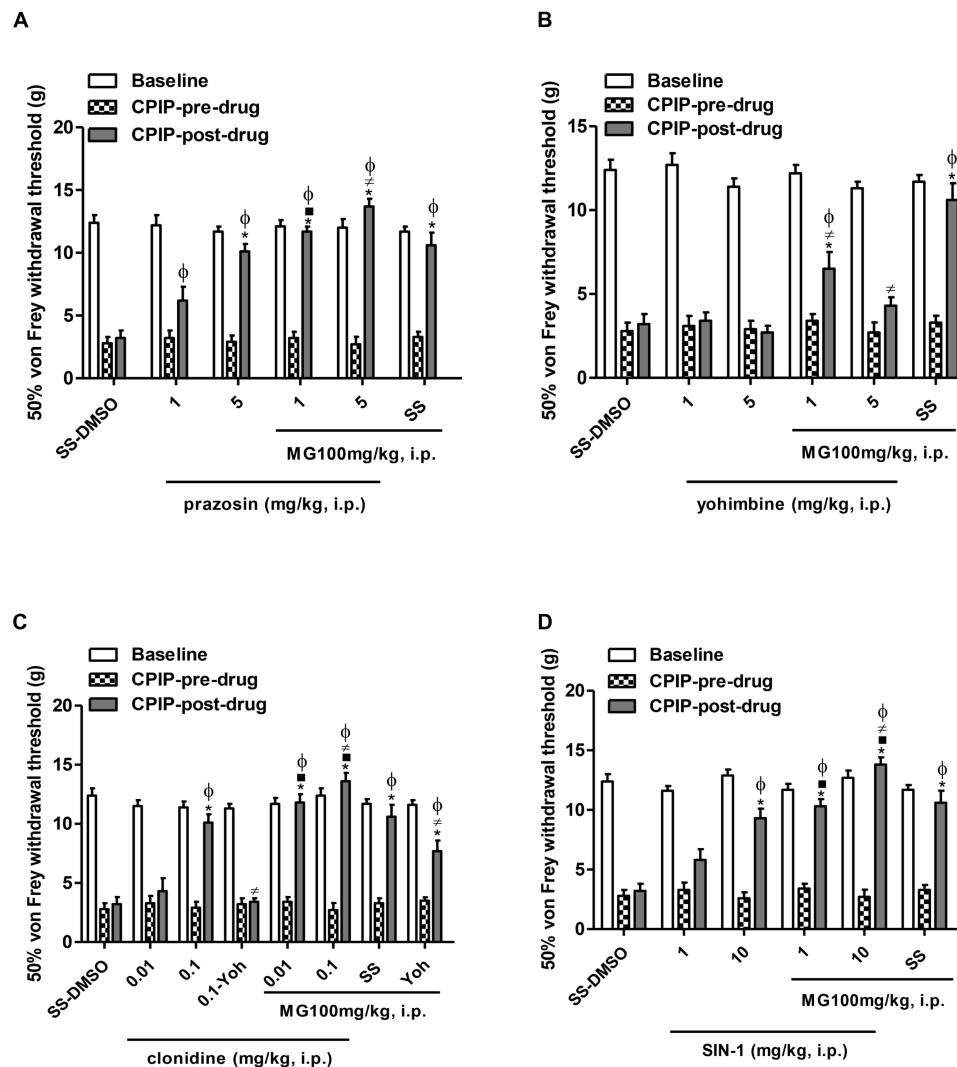 A
Baseline
CPIP-pre-drug
CPIP-post-drug
50% von Frey withdrawal threshold (g)
20
15
10
5
0
ϕ
ϕ
*
ϕ
■
*
ϕ
≠
*
ϕ
*
SS-DMSO 1 5 1 5 SS
MG100mg/kg, i.p.
prazosin (mg/kg, i.p.)
B
Baseline
CPIP-pre-drug
CPIP-post-drug
50% von Frey withdrawal threshold (g)
15
10
5
0
ϕ
≠
*
≠
ϕ
*
SS-DMSO 1 5 1 5 SS
MG100mg/kg, i.p.
yohimbine (mg/kg, i.p.)
C
Baseline
CPIP-pre-drug
CPIP-post-drug
50% von Frey withdrawal threshold (g)
20
15
10
5
0
ϕ
*
≠
ϕ
■
*
ϕ
≠
■
*
ϕ
*
ϕ
≠
*
SS-DMSO 0.01 0.1 0.1-Yoh 0.01 0.1 SS Yoh
MG100mg/kg, i.p.
clonidine (mg/kg, i.p.)
D
Baseline
CPIP-pre-drug
CPIP-post-drug
50% von Frey withdrawal threshold (g)
20
15
10
5
0
ϕ
*
ϕ
■
*
ϕ
≠
■
*
ϕ
*
SS-DMSO 1 10 1 10 SS
MG100mg/kg, i.p.
SIN-1 (mg/kg, i.p.)